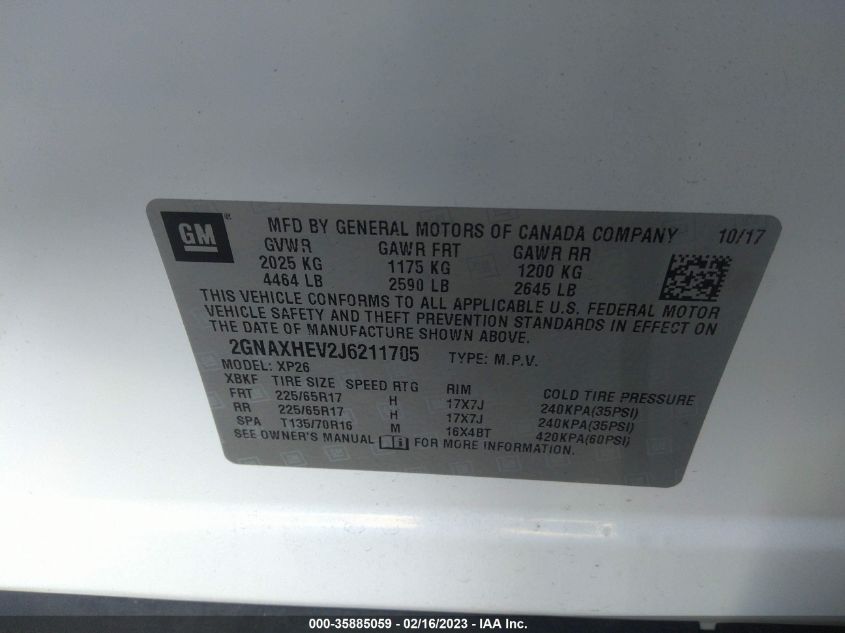 GM ® MFD BY GENERAL MOTORS OF CANADA COMPANY 10/17
GVWR GAWR FRT GAWR RR
2025 KG 1175 KG 1200 KG
4464 LB 2590 LB 2645 LB
THIS VEHICLE CONFORMS TO ALL APPLICABLE U.S. FEDERAL MOTOR
VEHICLE SAFETY AND THEFT PREVENTION STANDARDS IN EFFECT ON
THE DATE OF MANUFACTURE SHOWN ABOVE.
2GNAXHEV2J6211705 TYPE: M.P.V.
MODEL: XP26
XBKF TIRE SIZE SPEED RTG RIM COLD TIRE PRESSURE
FRT 225/65R17 H 17X7J 240KPA(35PSI)
RR 225/65R17 H 17X7J 240KPA(35PSI)
SPA T135/70R16 M 16X4BT 420KPA(60PSI)
SEE OWNER'S MANUAL FOR MORE INFORMATION.
000-35885059 - 02/16/2023 - IAA Inc.